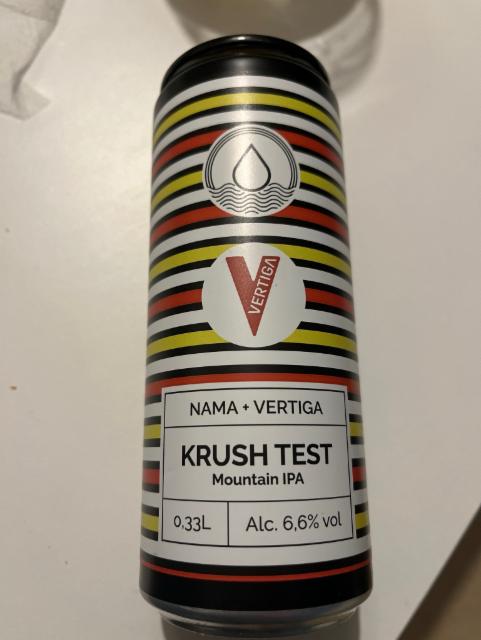 VERTIGA
NAMA + VERTIGA
KRUSH TEST
Mountain IPA
0,33L
Alc. 6,6% vol